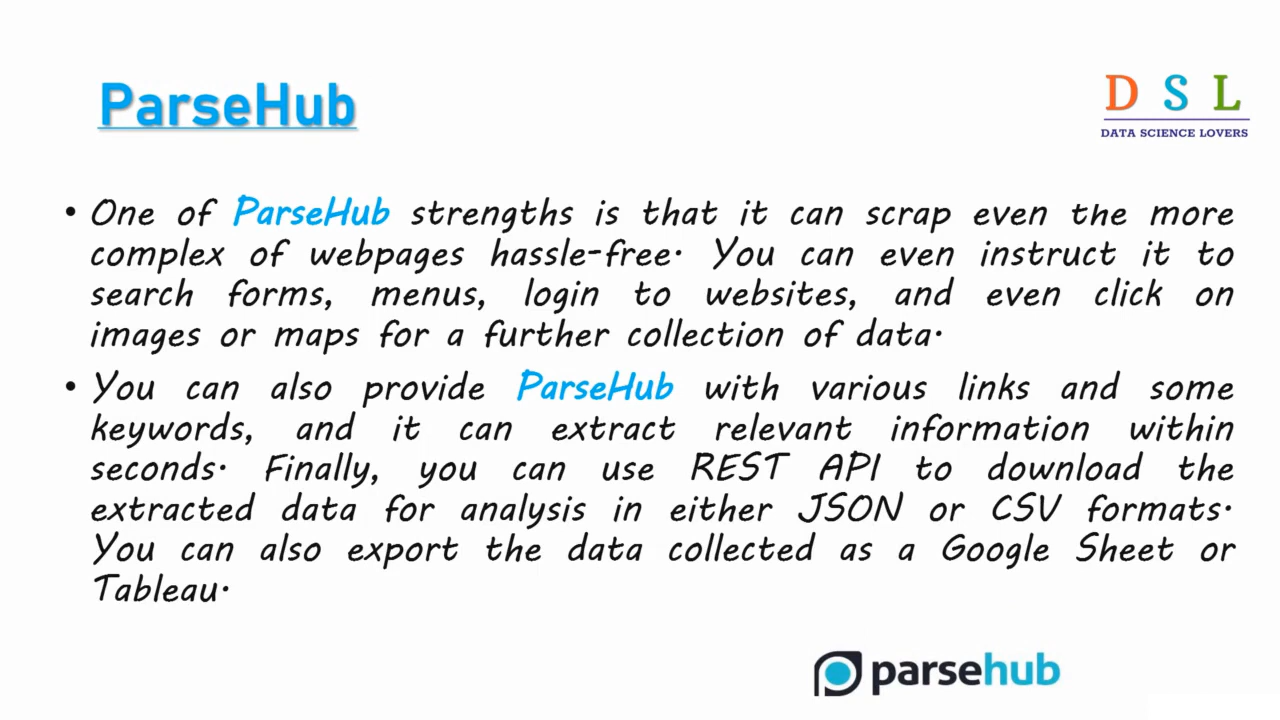 ParseHub
D S L
DATA SCIENCE LOVERS
• One of ParseHub strengths is that it can scrap even the more
complex of webpages hassle-free. You can even instruct it to
search forms, menus, login to websites, and even click on
images or maps for a further collection of data.
• You can also provide ParseHub with various links and some
keywords, and it can extract relevant information within
seconds. Finally, you can use REST API to download the
extracted data for analysis in either JSON or CSV formats.
You can also export the data collected as a Google Sheet or
Tableau.
parsehub